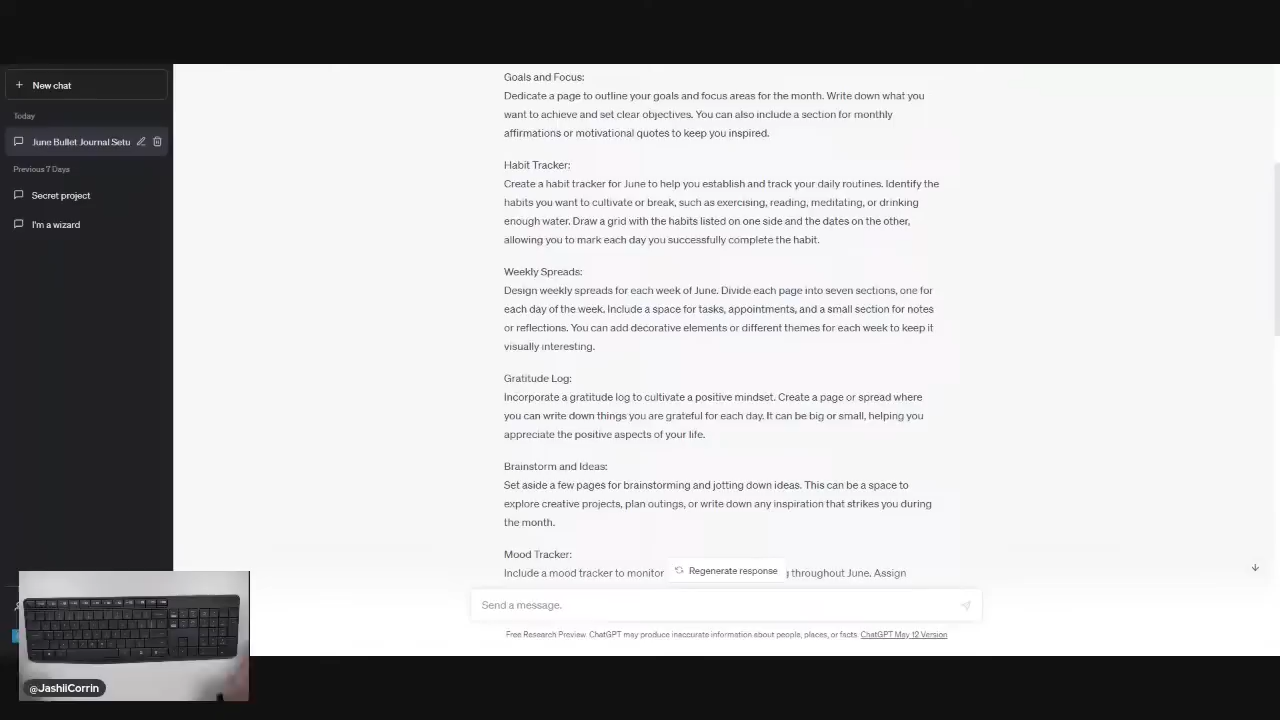 New chat
Today
June Bullet Journal Setu
Previous 7 Days
Secret project
I'm a wizard
Goals and Focus:
Dedicate a page to outline your goals and focus areas for the month. Write down what you
want to achieve and set clear objectives. You can also include a section for monthly
affirmations or motivational quotes to keep you inspired.
Habit Tracker:
Create a habit tracker for June to help you establish and track your daily routines. Identify the
habits you want to cultivate or break, such as exercising, reading, meditating, or drinking
enough water. Draw a grid with the habits listed on one side and the dates on the other,
allowing you to mark each day you successfully complete the habit.
Weekly Spreads:
Design weekly spreads for each week of June. Divide each page into seven sections, one for
each day of the week. Include a space for tasks, appointments, and a small section for notes
or reflections. You can add decorative elements or different themes for each week to keep it
visually interesting.
Gratitude Log:
Incorporate a gratitude log to cultivate a positive mindset. Create a page or spread where
you can write down things you are grateful for each day. It can be big or small, helping you
appreciate the positive aspects of your life.
Brainstorm and Ideas:
Set aside a few pages for brainstorming and jotting down ideas. This can be a space to
explore creative projects, plan outings, or write down any inspiration that strikes you during
the month.
Mood Tracker:
Include a mood tracker to monitor throughout June. Assign
Regenerate response
Send a message.
Free Research Preview. ChatGPT may produce inaccurate information about people, places, or facts. ChatGPT May 12 Version
@JashiiCorrin